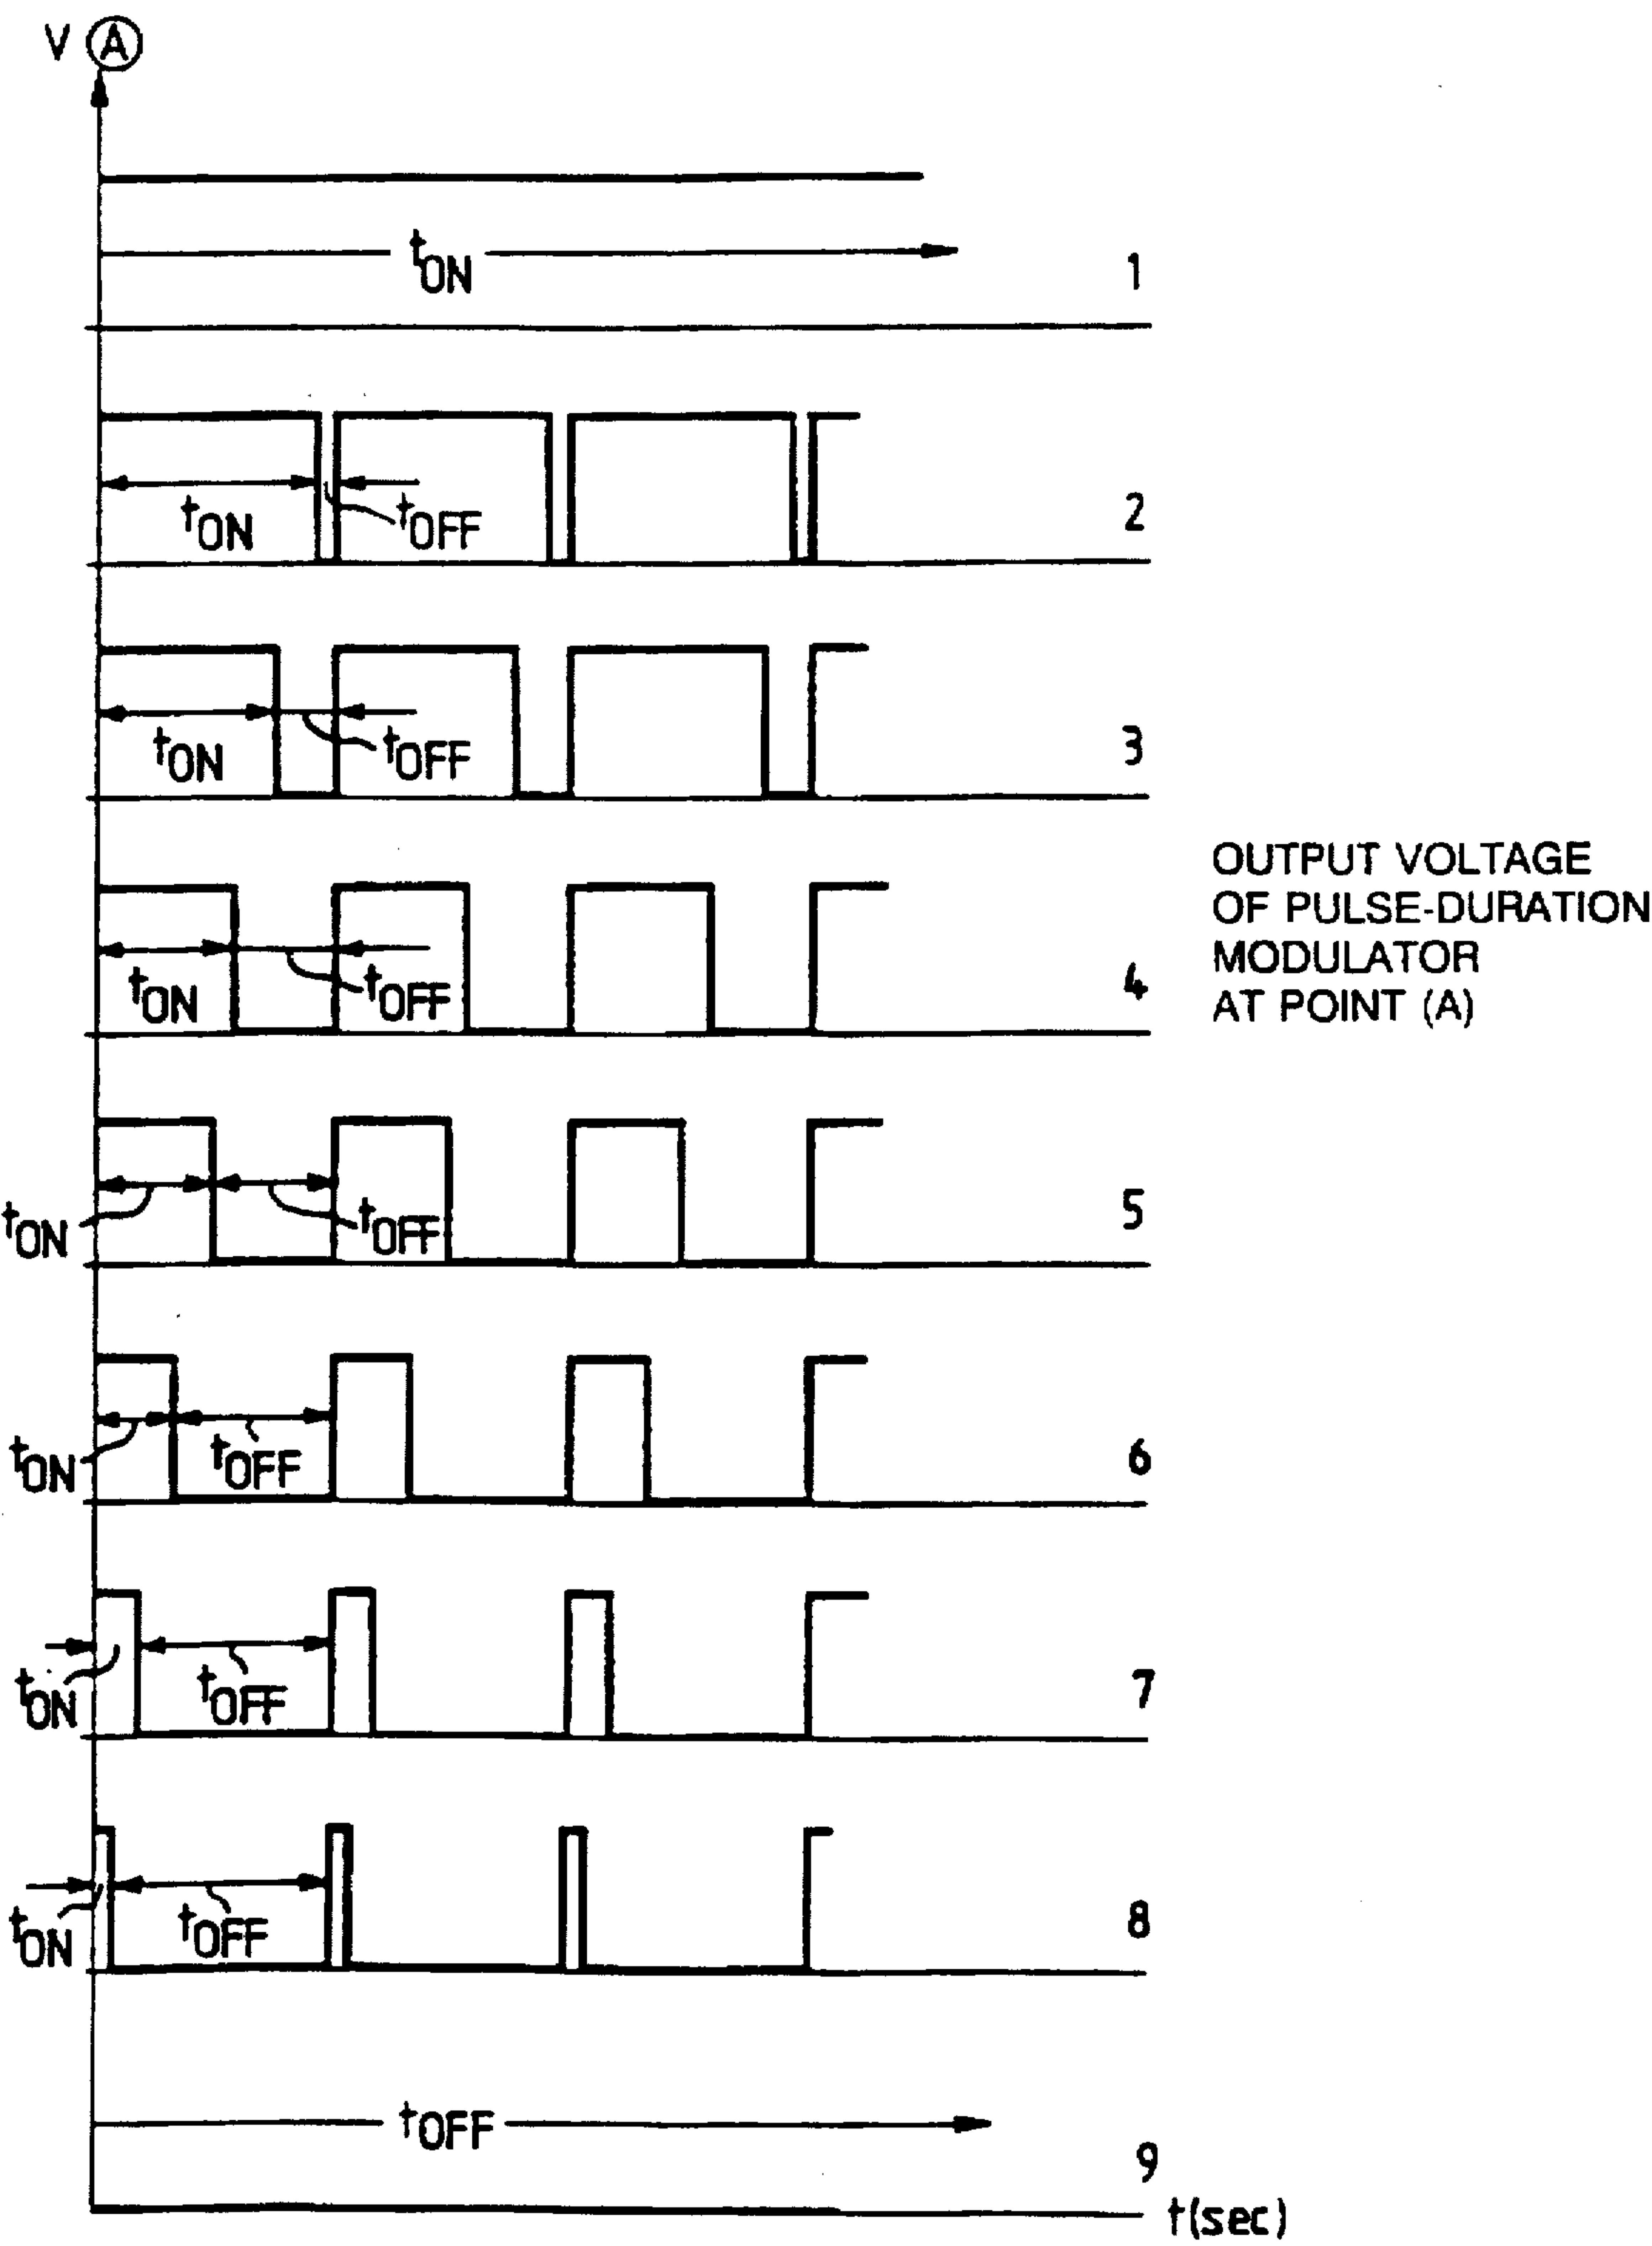 V Ⓐ
tON
1
tON
tOFF
2
tON
tOFF
3
OUTPUT VOLTAGE
OF PULSE-DURATION
MODULATOR
AT POINT (A)
tON
tOFF
4
tON
tOFF
5
tON
tOFF
6
tON
tOFF
7
tON
tOFF
8
tOFF
9
t(sec)